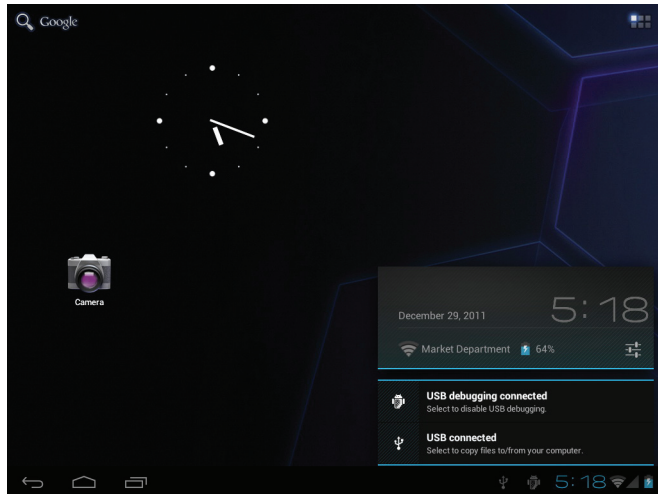 Google
Camera
December 29, 2011
5:18
Market Department
64%
USB debugging connected
Select to disable USB debugging.
USB connected
Select to copy files to/from your computer.
5:18